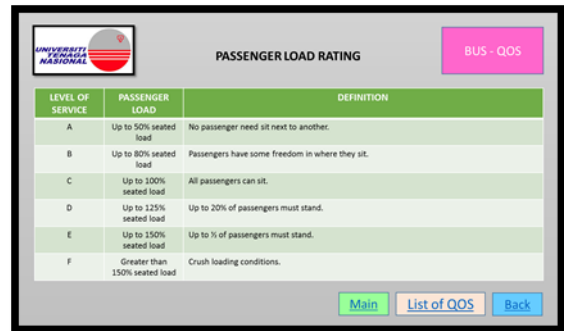 UNIVERSITI
TENAGA
NASIONAL
PASSENGER LOAD RATING
BUS - QOS
LEVEL OF SERVICE PASSENGER LOAD DEFINITION
A Up to 50% seated load No passenger need sit next to another.
B Up to 80% seated load Passengers have some freedom in where they sit.
C Up to 100% seated load All passengers can sit.
D Up to 125% seated load Up to 20% of passengers must stand.
E Up to 150% seated load Up to ⅓ of passengers must stand.
F Greater than 150% seated load Crush loading conditions.
Main List of QOS Back